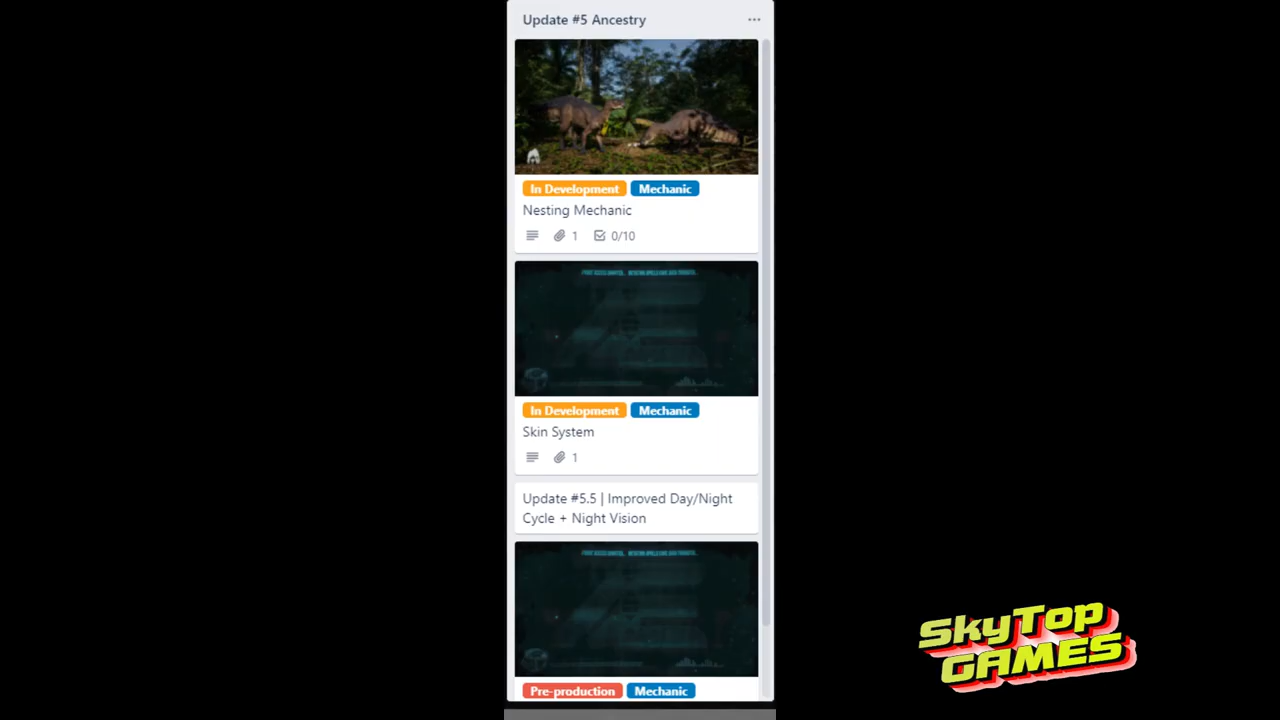 Update #5 Ancestry
In Development Mechanic
Nesting Mechanic
1 0/10
In Development Mechanic
Skin System
1
Update #5.5 | Improved Day/Night
Cycle + Night Vision
Pre-production Mechanic
SkyTop
GAMES